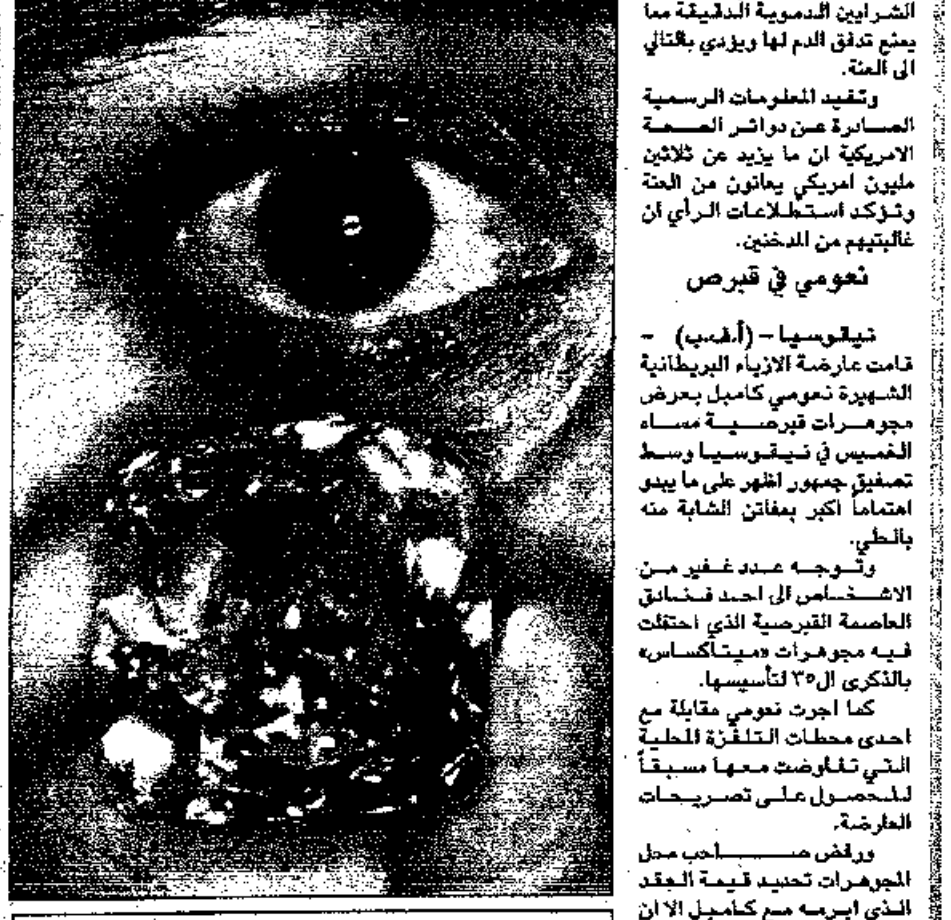 الشرايين الدموية الدقيقة مما
يمنع تدفق الدم لها ويؤدي بالتالي
الى العنة.
وتفيد المعلومات الرسمية
الصادرة عن دوائر الصحة
الامريكية ان ما يزيد عن ثلاثين
مليون امريكي يعانون من العنة
وتؤكد استطلاعات الرأي ان
غالبتيهم من المدخنين.
نعومي في قبرص
نيقوسيا - (أ.ف.ب) -
قامت عارضة الازياء البريطانية
الشهيرة نعومي كامبل بعرض
مجوهرات قبرصية مساء
الخميس في نيقوسيا وسط
تصفيق جمهور اظهر على ما يبدو
اهتماماً اكبر بمفاتن الشابة منه
بالحلي.
وتوجه عدد غفير من
الاشخاص الى احد فنادق
العاصمة القبرصية الذي احتفلت
فيه مجوهرات «ميتاكساس»
بالذكرى ال٣٥ لتأسيسها.
كما اجرت نعومي مقابلة مع
احدى محطات التلفزة المحلية
التي تفاوضت معها مسبقاً
للحصول على تصريحات
العارضة.
ورفض صاحب محل
المجوهرات تحديد قيمة العقد
الذي ابرمه مع كامبل الا ان